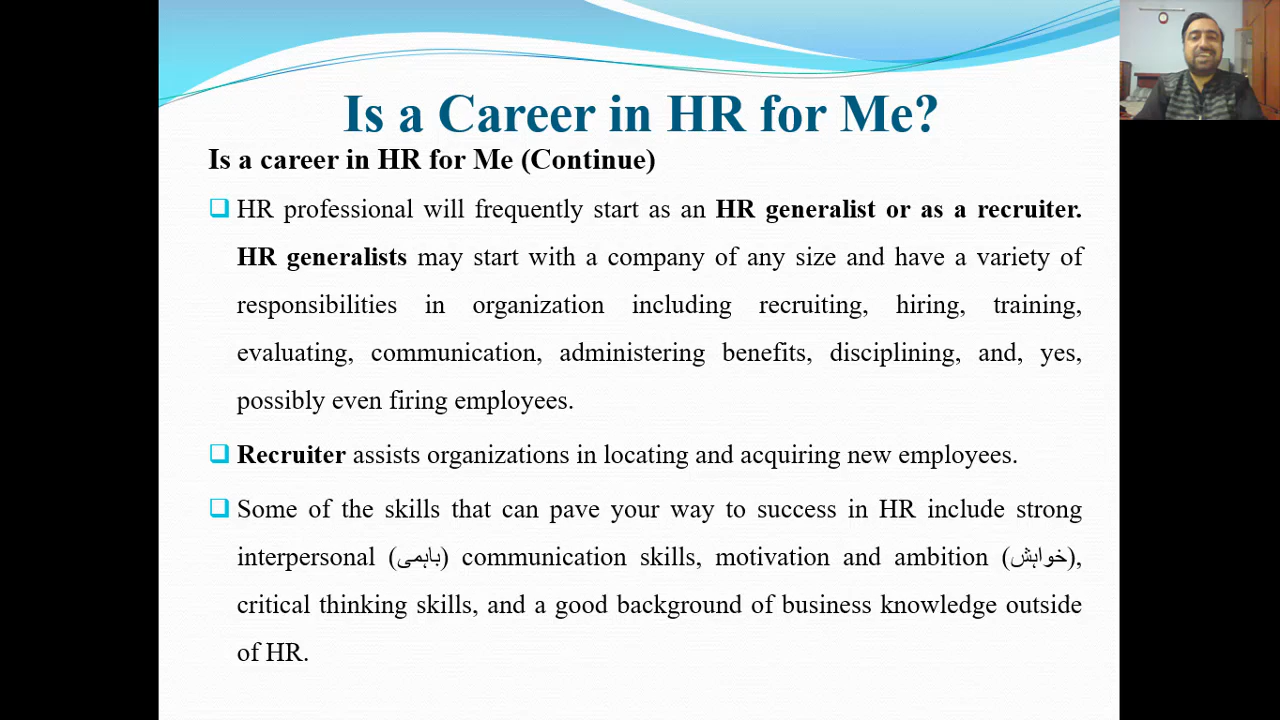 Is a Career in HR for Me?
Is a career in HR for Me (Continue)
HR professional will frequently start as an HR generalist or as a recruiter.
HR generalists may start with a company of any size and have a variety of
responsibilities in organization including recruiting, hiring, training,
evaluating, communication, administering benefits, disciplining, and, yes,
possibly even firing employees.
Recruiter assists organizations in locating and acquiring new employees.
Some of the skills that can pave your way to success in HR include strong
interpersonal (باہمی) communication skills, motivation and ambition (خواہش),
critical thinking skills, and a good background of business knowledge outside
of HR.